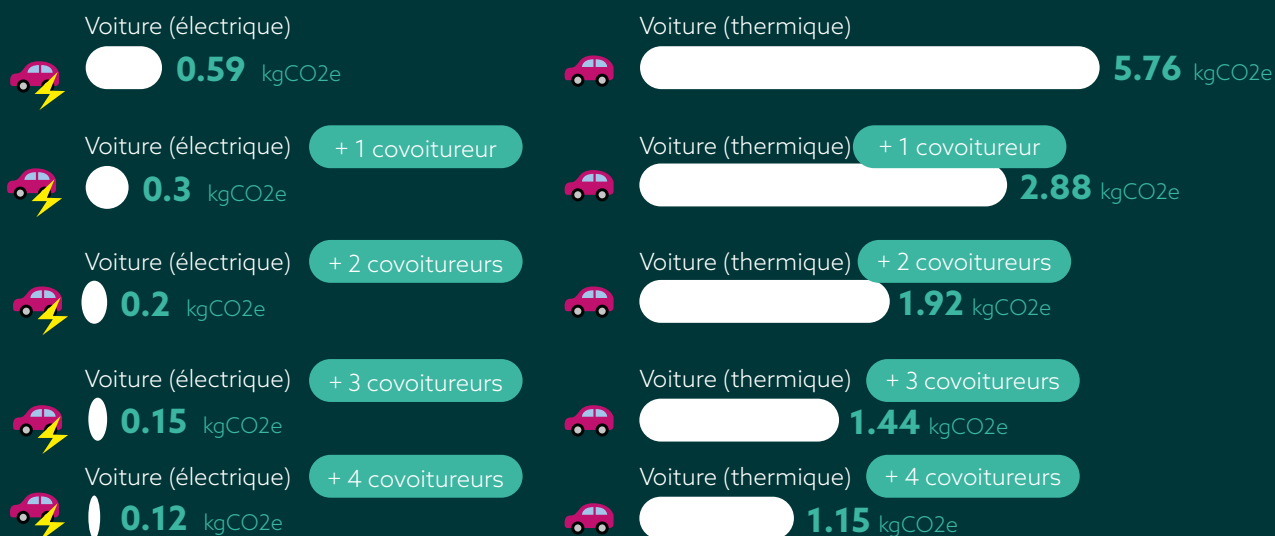 Voiture (électrique)
0.59 kgCO2e
Voiture (électrique) + 1 covoitureur
0.3 kgCO2e
Voiture (électrique) + 2 covoitureurs
0.2 kgCO2e
Voiture (électrique) + 3 covoitureurs
0.15 kgCO2e
Voiture (électrique) + 4 covoitureurs
0.12 kgCO2e
Voiture (thermique)
5.76 kgCO2e
Voiture (thermique) + 1 covoitureur
2.88 kgCO2e
Voiture (thermique) + 2 covoitureurs
1.92 kgCO2e
Voiture (thermique) + 3 covoitureurs
1.44 kgCO2e
Voiture (thermique) + 4 covoitureurs
1.15 kgCO2e